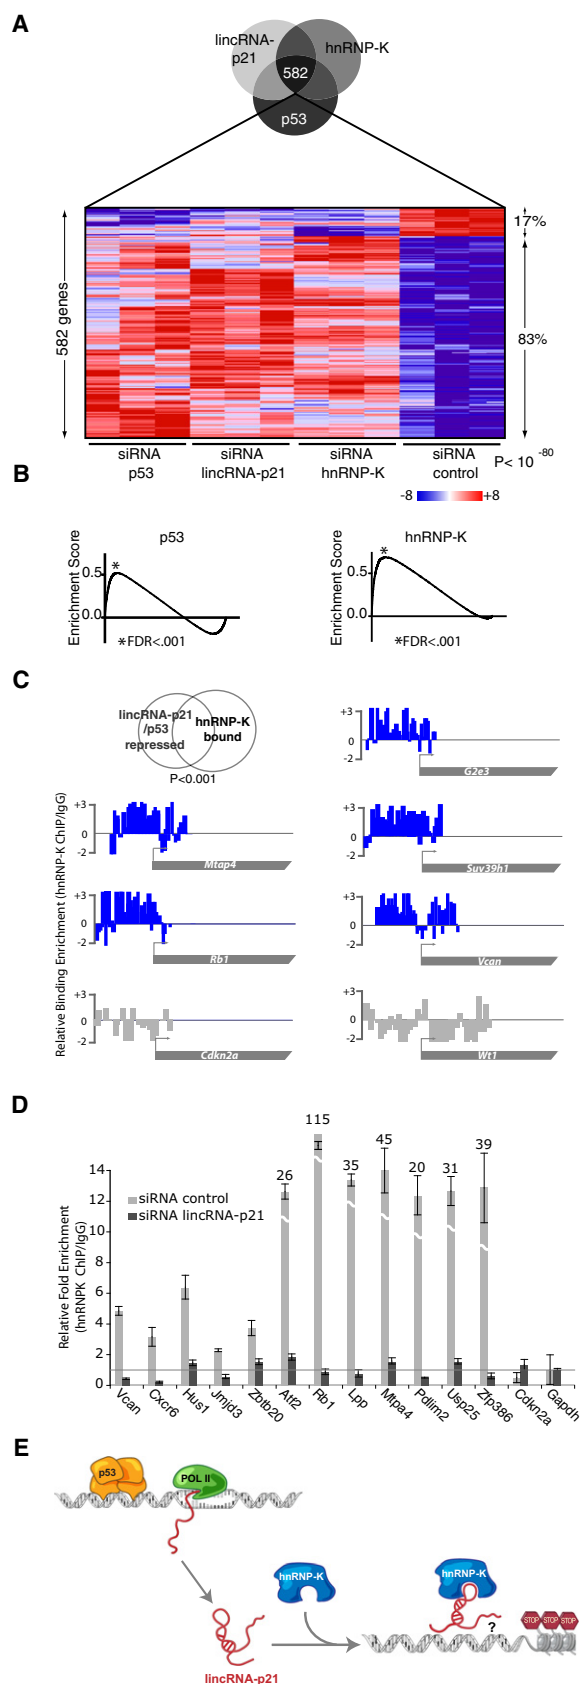 A
lincRNA-
p21
hnRNP-K
582
p53
582 genes
17%
83%
siRNA
p53
siRNA
lincRNA-p21
siRNA
hnRNP-K
siRNA
control
P< 10 -80
-8 +8
B
p53
Enrichment Score
0.5
0.0
*
*FDR<.001
hnRNP-K
Enrichment Score
0.5
0.0
*
*FDR<.001
C
lincRNA-p21
/p53
repressed
hnRNP-K
bound
P<0.001
Relative Binding Enrichment (hnRNP-K ChIP/IgG)
+3
0
-2
G2e3
+3
0
-2
Mtap4
+3
0
-2
Suv39h1
+3
0
-2
Rb1
+3
0
-2
Vcan
+3
0
-2
Cdkn2a
+3
0
-2
Wt1
D
Relative Fold Enrichment
(hnRNPK ChIP/IgG)
14
12
10
8
6
4
2
0
siRNA control
siRNA lincRNA-p21
26
115
35
45
20
31
39
Vcan
Cxcr6
Hus1
Jmjd3
Zbtb20
Atf2
Rb1
Lpp
Mtpa4
Pdlim2
Usp25
Zfp386
Cdkn2a
Gapdh
E
p53
POL II
hnRNP-K
hnRNP-K
lincRNA-p21
?
STOP STOP STOP